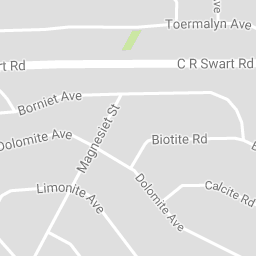 Toermalyn Ave
rt Rd
C R Swart Rd
Borniet Ave
Magnesiet St
Dolomite Ave
Biotite Rd
Limonite Ave
Dolomite Ave
Calcite Rd